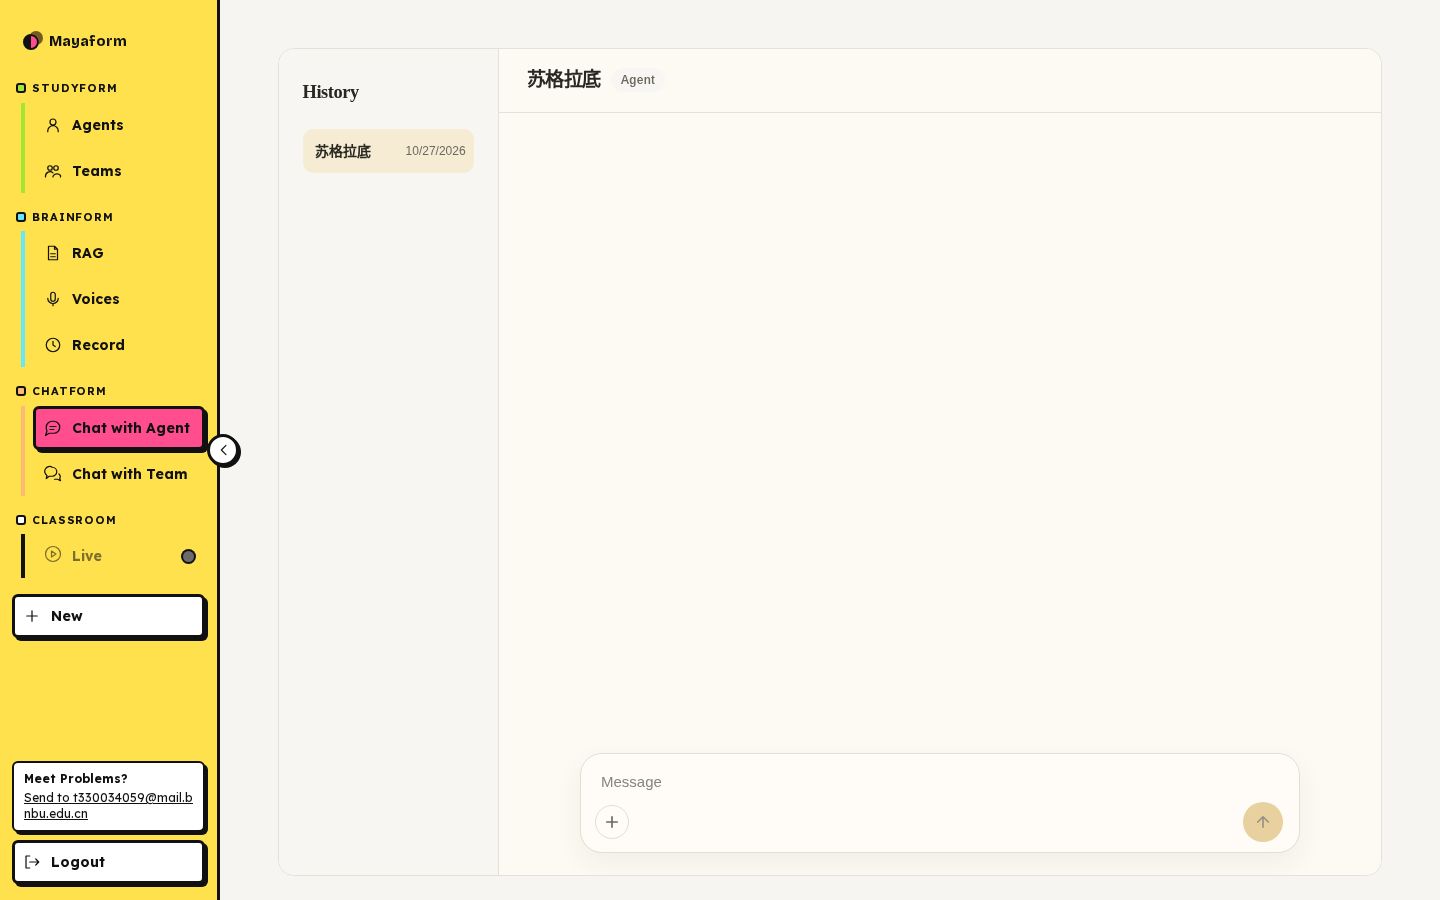 Mayaform
STUDYFORM
Agents
Teams
BRAINFORM
RAG
Voices
Record
CHATFORM
Chat with Agent
Chat with Team
CLASSROOM
Live
New
Meet Problems?
Send to t330034059@mail.b
nbu.edu.cn
Logout
History
苏格拉底 10/27/2026
苏格拉底 Agent
Message